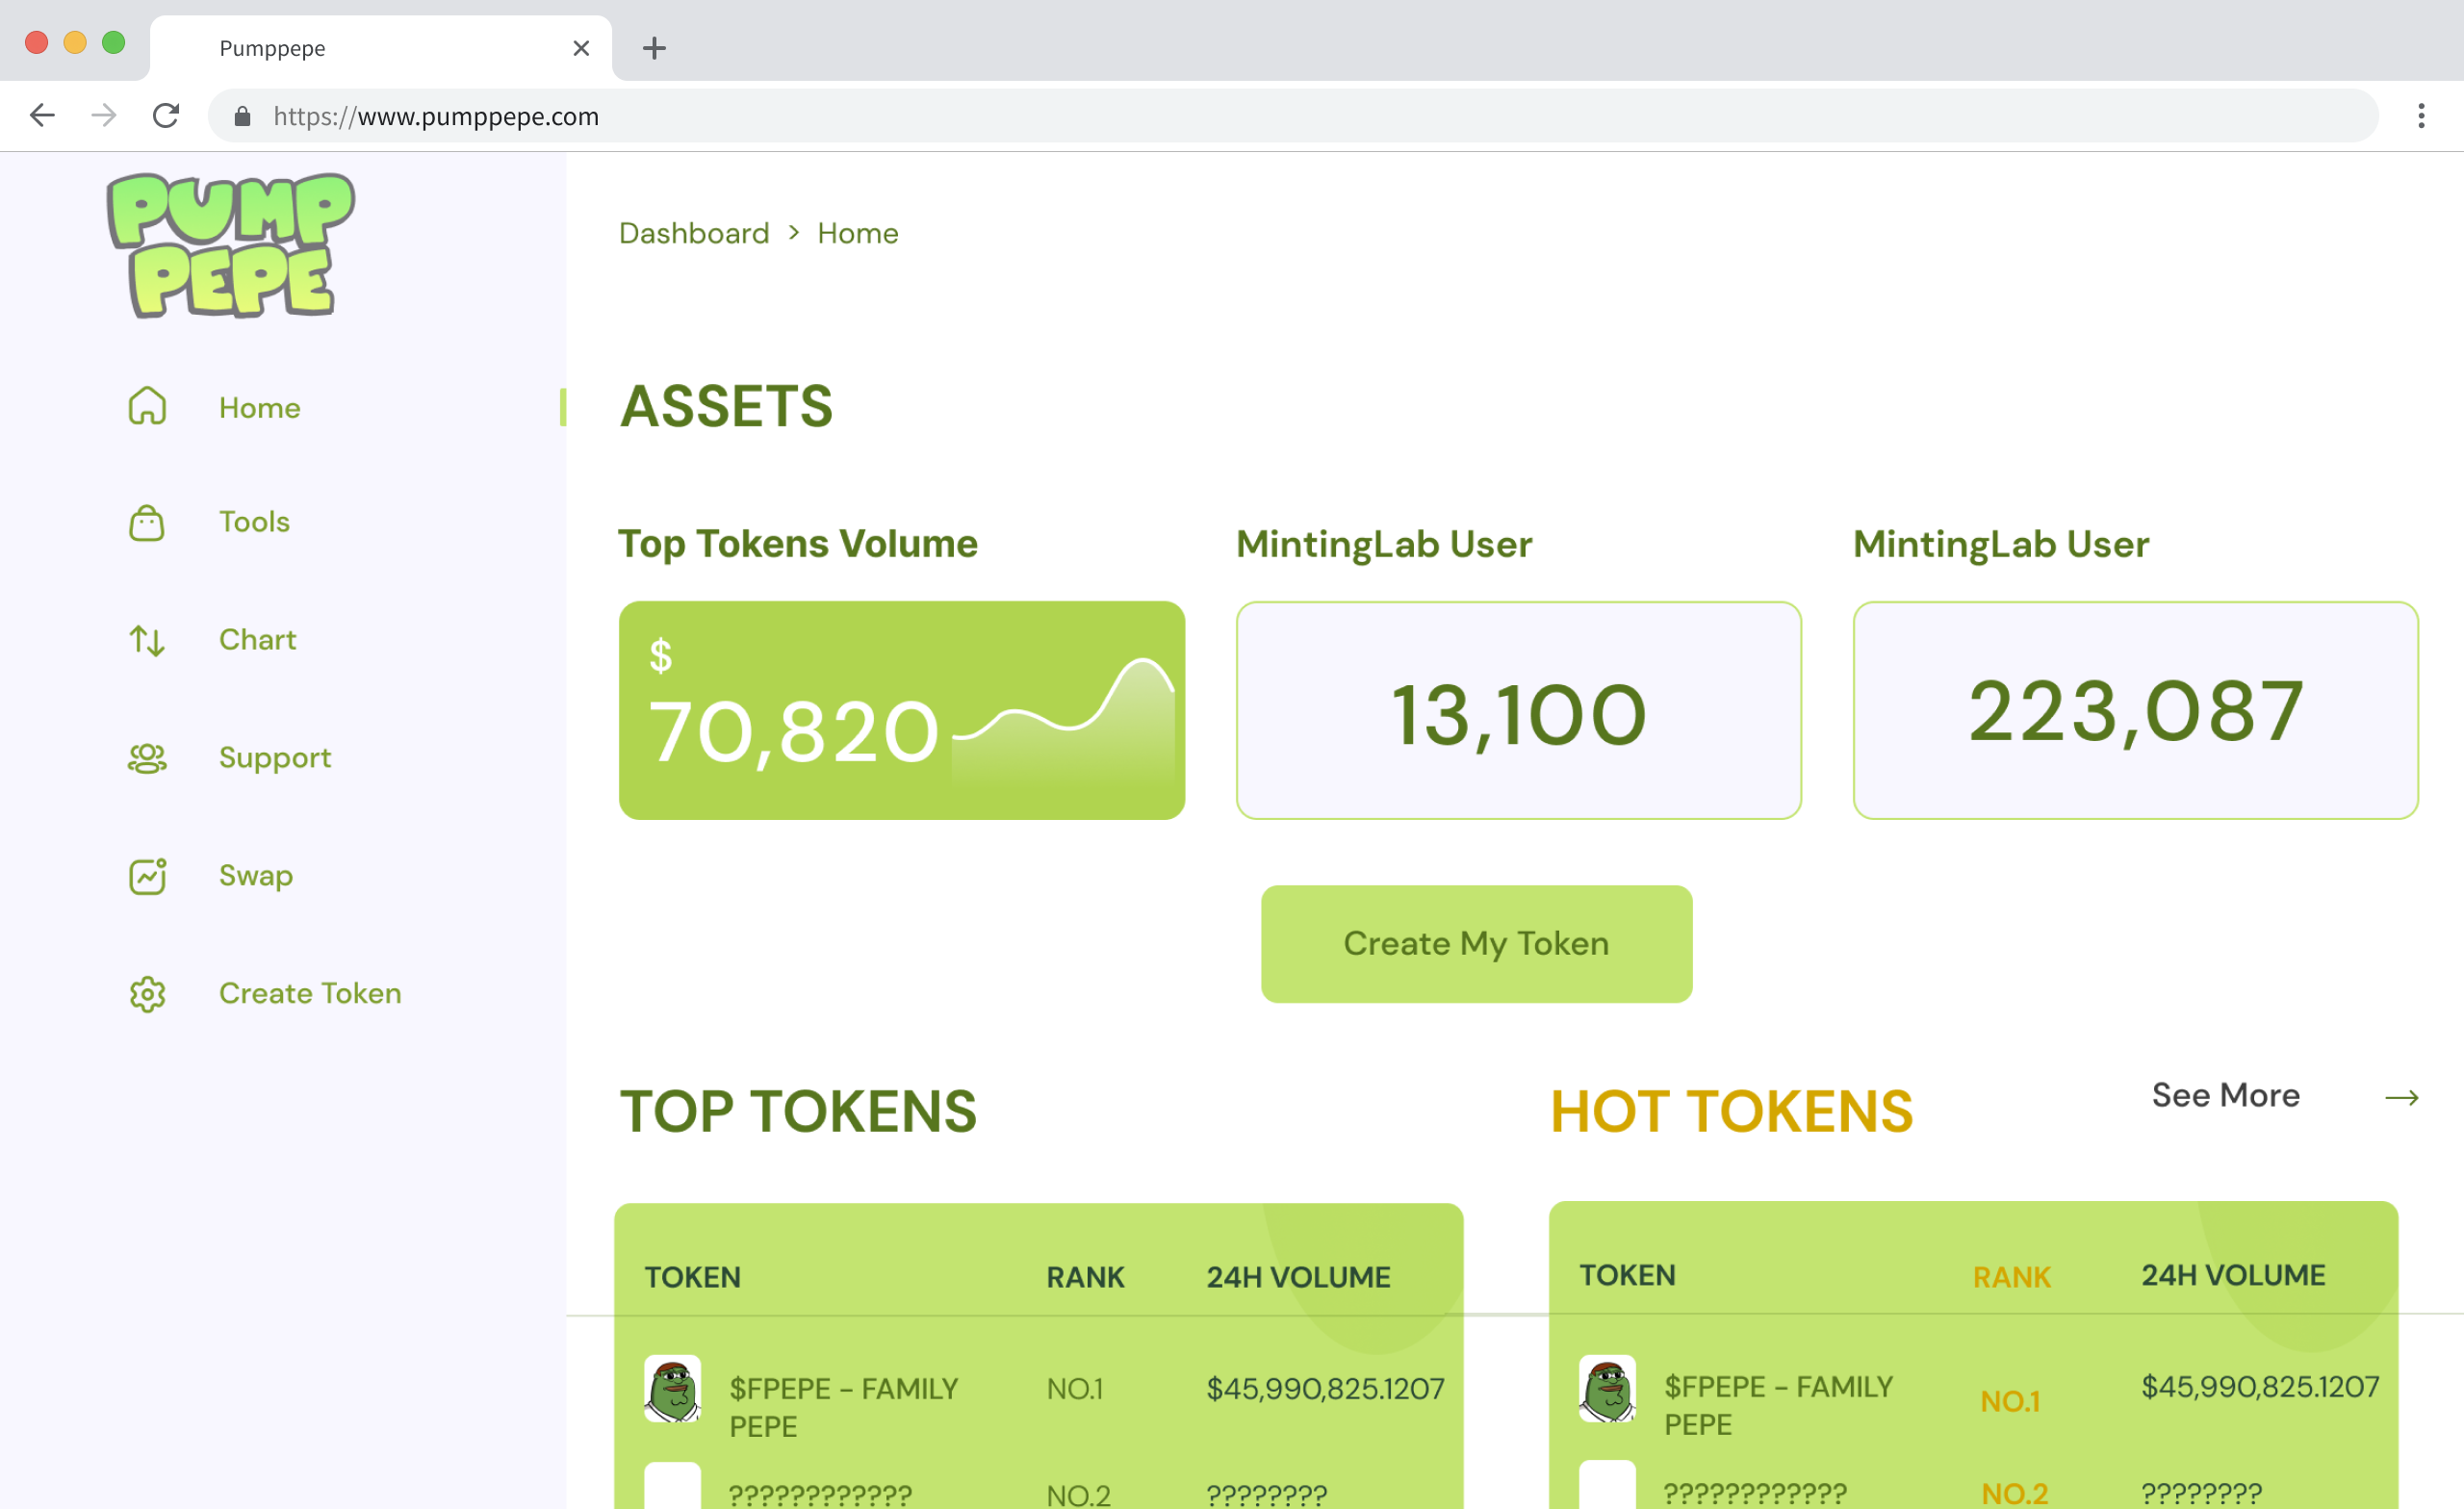 Pumppepe
https://www.pumppepe.com
PUMP
PEPE
Home
Tools
Chart
Support
Swap
Create Token
Dashboard > Home
ASSETS
Top Tokens Volume
$
70,820
MintingLab User
13,100
MintingLab User
223,087
Create My Token
TOP TOKENS
TOKEN RANK 24H VOLUME
$FPEPE - FAMILY NO.1 $45,990,825.1207
PEPE
???????????? NO.2 ????????
HOT TOKENS
See More →
TOKEN RANK 24H VOLUME
$FPEPE - FAMILY NO.1 $45,990,825.1207
PEPE
???????????? NO.2 ????????